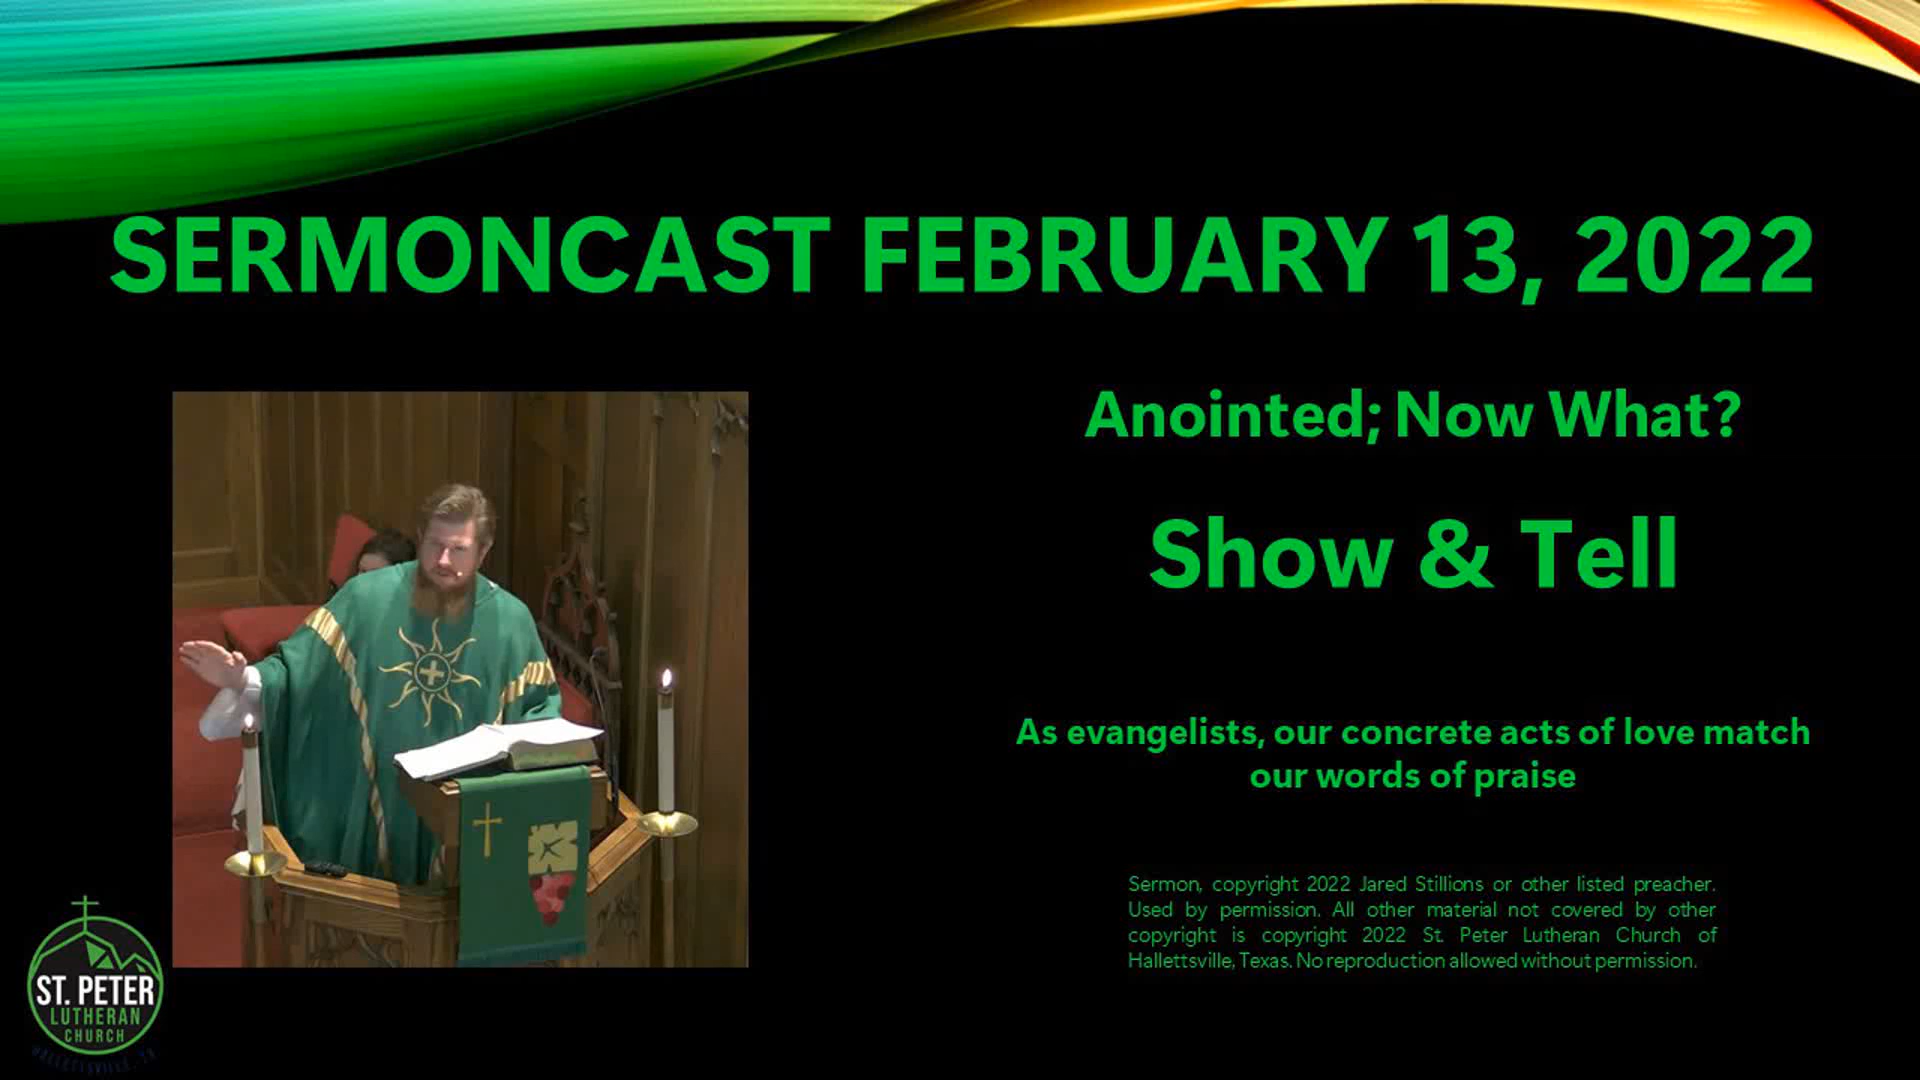 SERMONCAST FEBRUARY 13, 2022
Anointed; Now What?
Show & Tell
As evangelists, our concrete acts of love match
our words of praise
Sermon, copyright 2022 Jared Stillions or other listed preacher.
Used by permission. All other material not covered by other
copyright is copyright 2022 St. Peter Lutheran Church of
Hallettsville, Texas. No reproduction allowed without permission.
ST. PETER
LUTHERAN
CHURCH
HALLETTSVILLE, TX